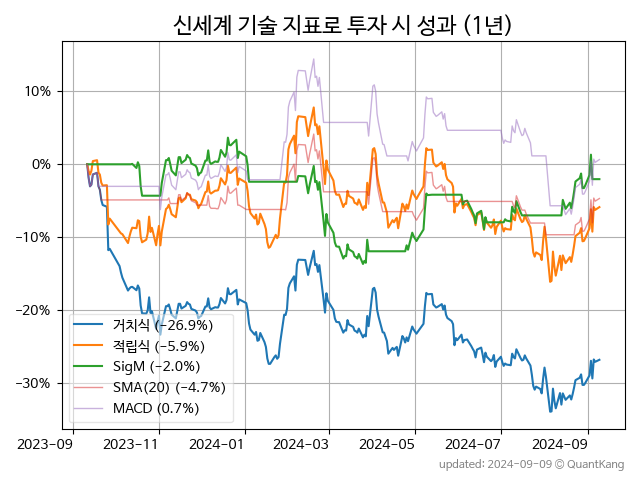 신세계 기술 지표로 투자 시 성과 (1년)
10%
0%
−10%
−20%
−30%
거치식 (−26.9%)
적립식 (−5.9%)
SigM (−2.0%)
SMA(20) (−4.7%)
MACD (0.7%)
2023-09 2023-11 2024-01 2024-03 2024-05 2024-07 2024-09
updated: 2024-09-09 © QuantKang